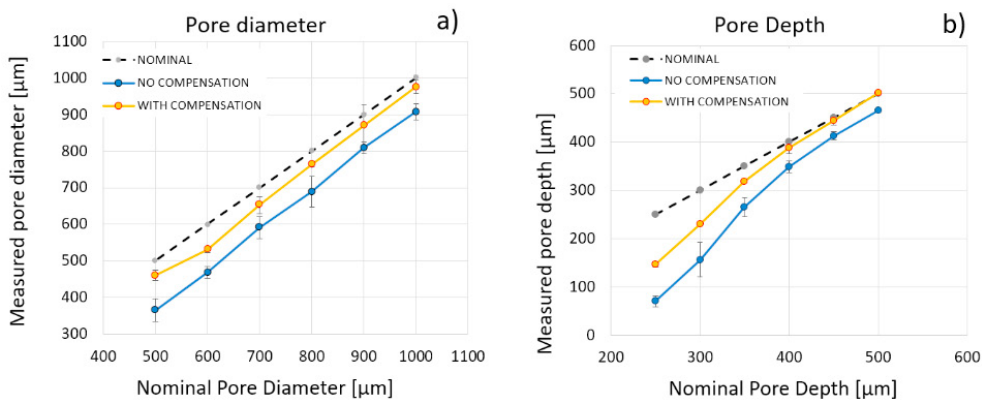 Pore diameter
a)
1100
1000
900
800
700
600
500
400
300
400 500 600 700 800 900 1000 1100
Measured pore diameter [µm]
Nominal Pore Diameter [µm]
NOMINAL
NO COMPENSATION
WITH COMPENSATION
Pore Depth
b)
600
500
400
300
200
100
0
200 300 400 500 600
Measured pore depth [µm]
Nominal Pore Depth [µm]
NOMINAL
NO COMPENSATION
WITH COMPENSATION